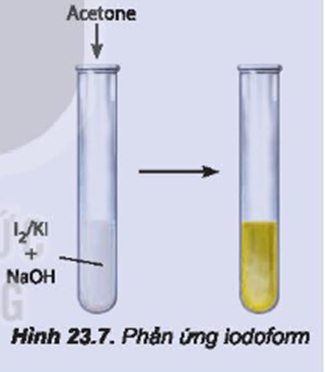 Acetone
I₂/KI
+
NaOH
Hình 23.7. Phản ứng iodoform